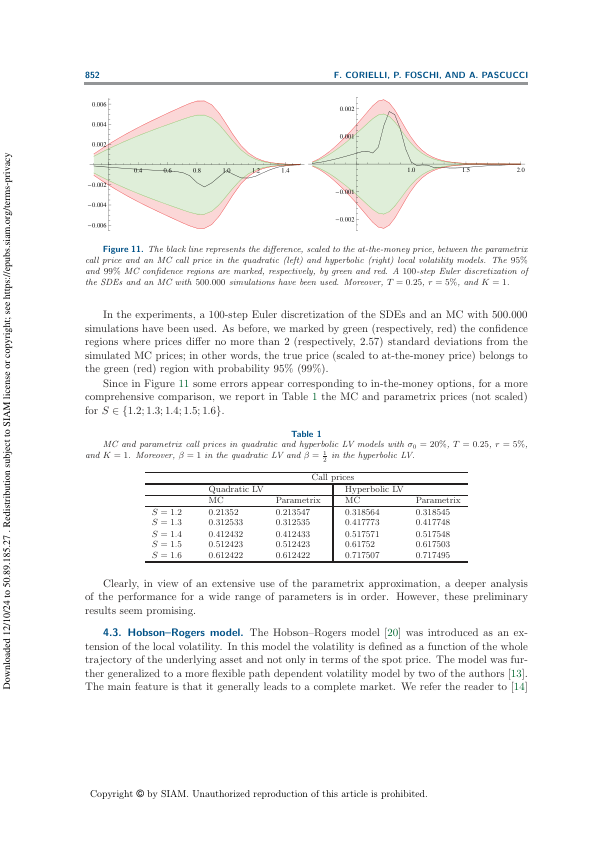 852
F. CORIELLI, P. FOSCHI, AND A. PASCUCCI
0.006
0.004
0.002
−0.002
−0.004
−0.006
0.4 0.6 0.8 1.0 1.2 1.4
0.002
0.001
−0.001
−0.002
1.0 1.5 2.0
Figure 11. The black line represents the difference, scaled to the at-the-money price, between the parametrix
call price and an MC call price in the quadratic (left) and hyperbolic (right) local volatility models. The 95%
and 99% MC confidence regions are marked, respectively, by green and red. A 100-step Euler discretization of
the SDEs and an MC with 500.000 simulations have been used. Moreover, T = 0.25, r = 5%, and K = 1.
In the experiments, a 100-step Euler discretization of the SDEs and an MC with 500.000
simulations have been used. As before, we marked by green (respectively, red) the confidence
regions where prices differ no more than 2 (respectively, 2.57) standard deviations from the
simulated MC prices; in other words, the true price (scaled to at-the-money price) belongs to
the green (red) region with probability 95% (99%).
Since in Figure 11 some errors appear corresponding to in-the-money options, for a more
comprehensive comparison, we report in Table 1 the MC and parametrix prices (not scaled)
for S ∈ {1.2; 1.3; 1.4; 1.5; 1.6}.
Table 1
MC and parametrix call prices in quadratic and hyperbolic LV models with σ₀ = 20%, T = 0.25, r = 5%,
and K = 1. Moreover, β = 1 in the quadratic LV and β = ½ in the hyperbolic LV.
Call prices
Quadratic LV Hyperbolic LV
MC Parametrix MC Parametrix
S = 1.2 0.21352 0.213547 0.318564 0.318545
S = 1.3 0.312533 0.312535 0.417773 0.417748
S = 1.4 0.412432 0.412433 0.517571 0.517548
S = 1.5 0.512423 0.512423 0.61752 0.617503
S = 1.6 0.612422 0.612422 0.717507 0.717495
Clearly, in view of an extensive use of the parametrix approximation, a deeper analysis
of the performance for a wide range of parameters is in order. However, these preliminary
results seem promising.
4.3. Hobson–Rogers model. The Hobson–Rogers model [20] was introduced as an ex-
tension of the local volatility. In this model the volatility is defined as a function of the whole
trajectory of the underlying asset and not only in terms of the spot price. The model was fur-
ther generalized to a more flexible path dependent volatility model by two of the authors [13].
The main feature is that it generally leads to a complete market. We refer the reader to [14]
Copyright © by SIAM. Unauthorized reproduction of this article is prohibited.
Downloaded 12/10/24 to 50.89.185.27 . Redistribution subject to SIAM license or copyright; see https://epubs.siam.org/terms-privacy